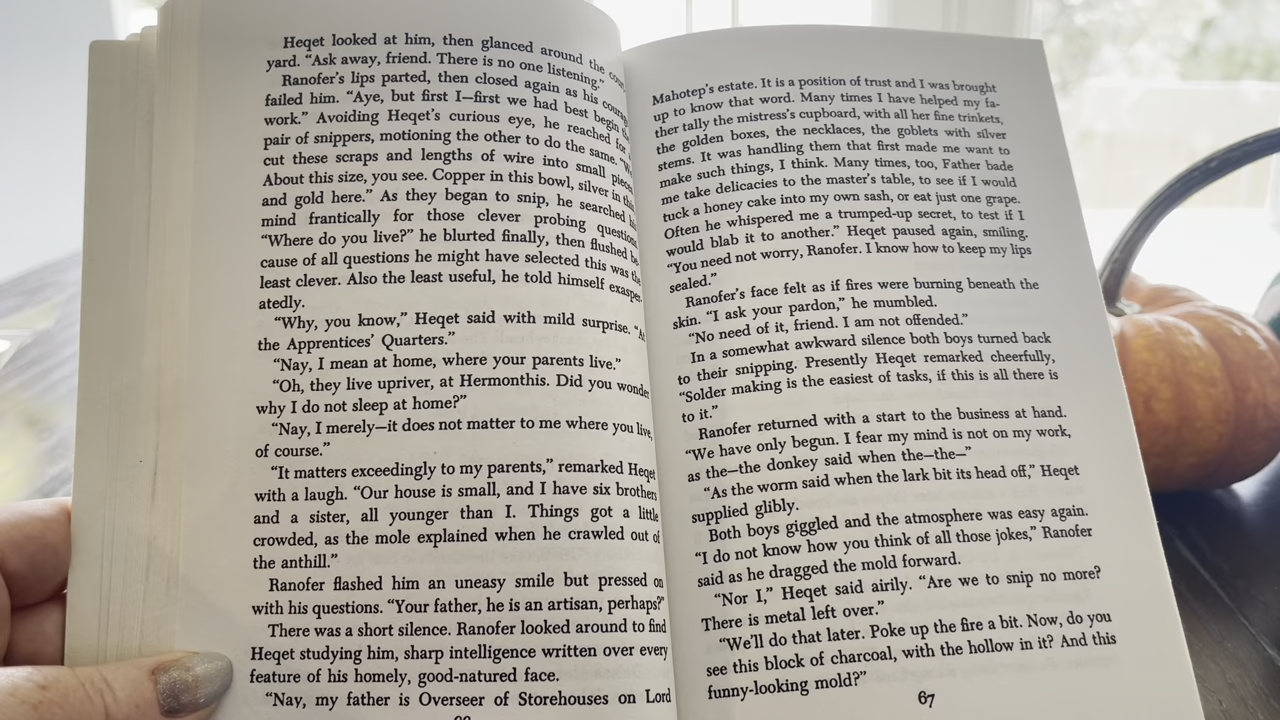 Heqet looked at him, then glanced around the
yard. “Ask away, friend. There is no one listening.”
Ranofer’s lips parted, then closed again as his courage
failed him. “Aye, but first I—first we had best begin
work.” Avoiding Heqet’s curious eye, he reached for
pair of snippers, motioning the other to do the same.
cut these scraps and lengths of wire into small pieces
About this size, you see. Copper in this bowl, silver in this
and gold here.” As they began to snip, he searched his
mind frantically for those clever probing questions
“Where do you live?” he blurted finally, then flushed be
cause of all questions he might have selected this was the
least clever. Also the least useful, he told himself exasper
atedly.
“Why, you know,” Heqet said with mild surprise. “At
the Apprentices’ Quarters.”
“Nay, I mean at home, where your parents live.”
“Oh, they live upriver, at Hermonthis. Did you wonder
why I do not sleep at home?”
“Nay, I merely—it does not matter to me where you live,
of course.”
“It matters exceedingly to my parents,” remarked Heqet
with a laugh. “Our house is small, and I have six brothers
and a sister, all younger than I. Things got a little
crowded, as the mole explained when he crawled out of
the anthill.”
Ranofer flashed him an uneasy smile but pressed on
with his questions. “Your father, he is an artisan, perhaps?”
There was a short silence. Ranofer looked around to find
Heqet studying him, sharp intelligence written over every
feature of his homely, good-natured face.
“Nay, my father is Overseer of Storehouses on Lord
Mahotep’s estate. It is a position of trust and I was brought
up to know that word. Many times I have helped my fa-
ther tally the mistress’s cupboard, with all her fine trinkets,
the golden boxes, the necklaces, the goblets with silver
stems. It was handling them that first made me want to
make such things, I think. Many times, too, Father bade
me take delicacies to the master’s table, to see if I would
tuck a honey cake into my own sash, or eat just one grape.
Often he whispered me a trumped-up secret, to test if I
would blab it to another.” Heqet paused again, smiling.
“You need not worry, Ranofer. I know how to keep my lips
sealed.”
Ranofer’s face felt as if fires were burning beneath the
skin. “I ask your pardon,” he mumbled.
“No need of it, friend. I am not offended.”
In a somewhat awkward silence both boys turned back
to their snipping. Presently Heqet remarked cheerfully,
“Solder making is the easiest of tasks, if this is all there is
to it.”
Ranofer returned with a start to the business at hand.
“We have only begun. I fear my mind is not on my work,
as the—the donkey said when the—the—”
“As the worm said when the lark bit its head off,” Heqet
supplied glibly.
Both boys giggled and the atmosphere was easy again.
“I do not know how you think of all those jokes,” Ranofer
said as he dragged the mold forward.
“Nor I,” Heqet said airily. “Are we to snip no more?
There is metal left over.”
“We’ll do that later. Poke up the fire a bit. Now, do you
see this block of charcoal, with the hollow in it? And this
funny-looking mold?”
67